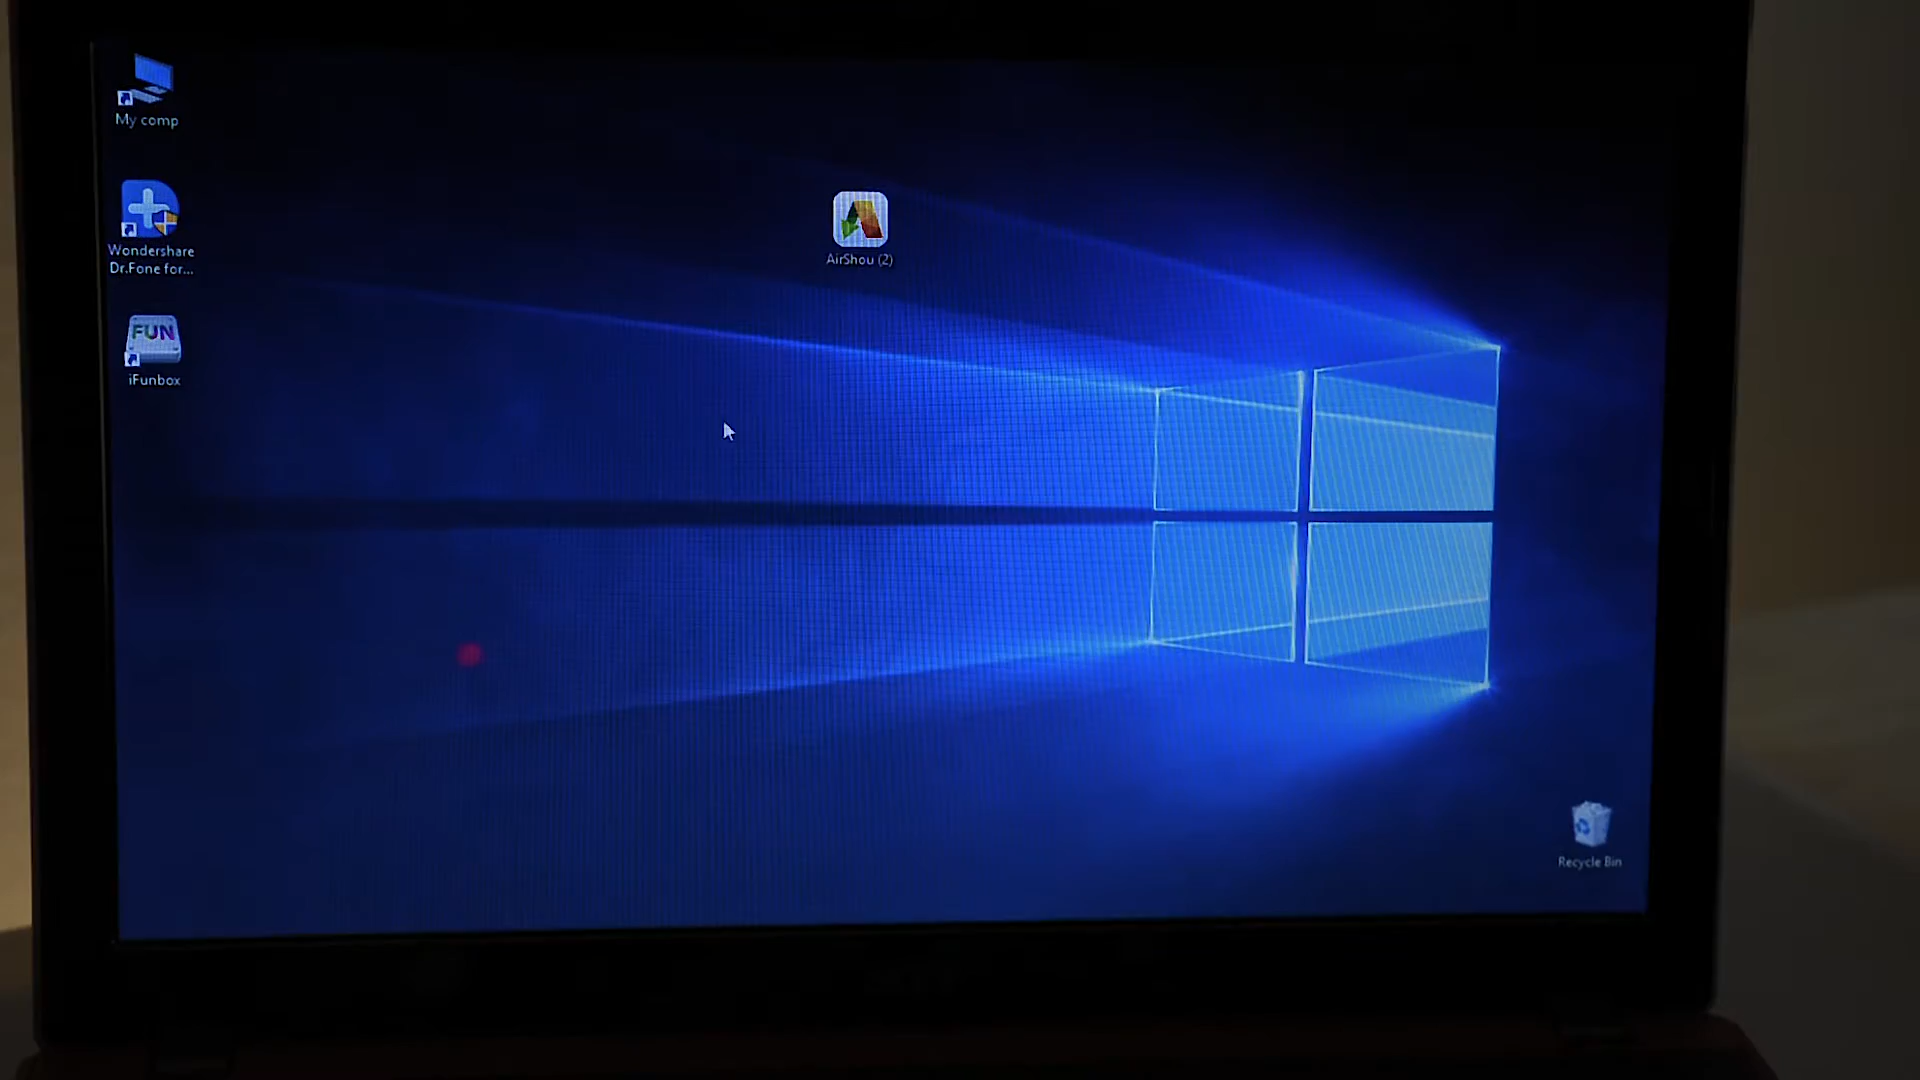 My comp
Wondershare
Dr.Fone for...
FUN
iFunbox
AirShou (2)
Recycle Bin